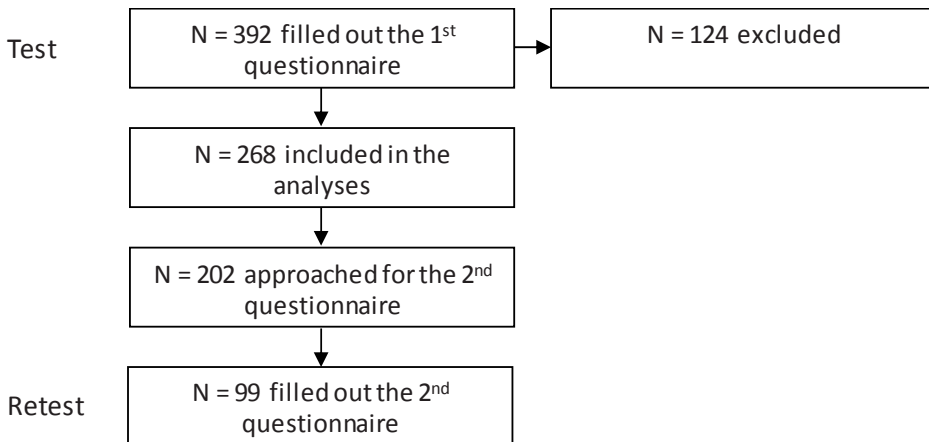 Test
N = 392 filled out the 1st
questionnaire
N = 124 excluded
N = 268 included in the
analyses
N = 202 approached for the 2nd
questionnaire
Retest
N = 99 filled out the 2nd
questionnaire